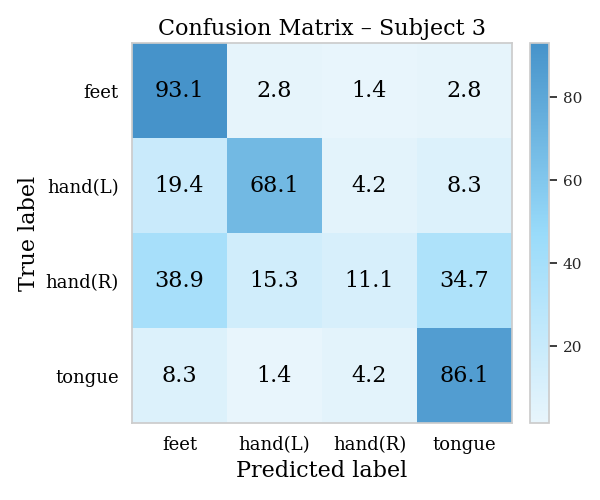 Confusion Matrix – Subject 3
feet 93.1 2.8 1.4 2.8
hand(L) 19.4 68.1 4.2 8.3
hand(R) 38.9 15.3 11.1 34.7
tongue 8.3 1.4 4.2 86.1
feet hand(L) hand(R) tongue
Predicted label
True label
80
60
40
20